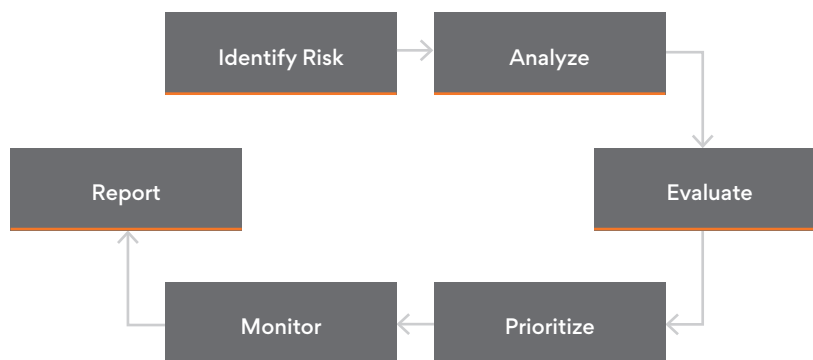 Identify Risk
Analyze
Evaluate
Prioritize
Monitor
Report